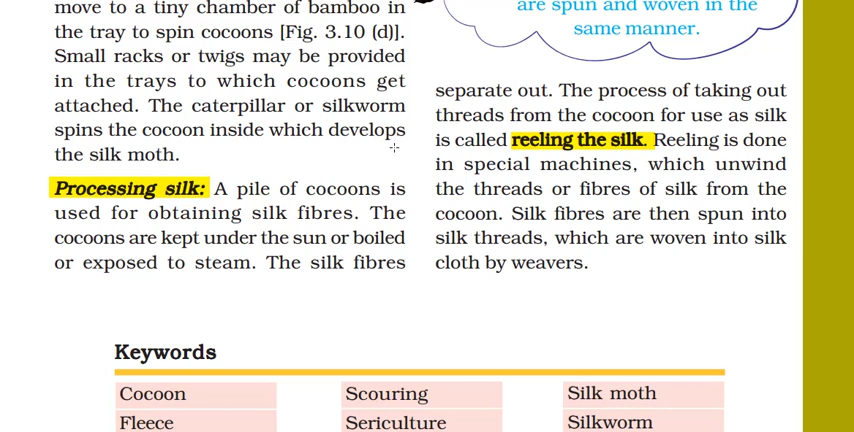 move to a tiny chamber of bamboo in
the tray to spin cocoons [Fig. 3.10 (d)].
Small racks or twigs may be provided
in the trays to which cocoons get
attached. The caterpillar or silkworm
spins the cocoon inside which develops
the silk moth.
Processing silk: A pile of cocoons is
used for obtaining silk fibres. The
cocoons are kept under the sun or boiled
or exposed to steam. The silk fibres
are spun and woven in the
same manner.
separate out. The process of taking out
threads from the cocoon for use as silk
is called reeling the silk. Reeling is done
in special machines, which unwind
the threads or fibres of silk from the
cocoon. Silk fibres are then spun into
silk threads, which are woven into silk
cloth by weavers.
Keywords
Cocoon Scouring Silk moth
Fleece Sericulture Silkworm